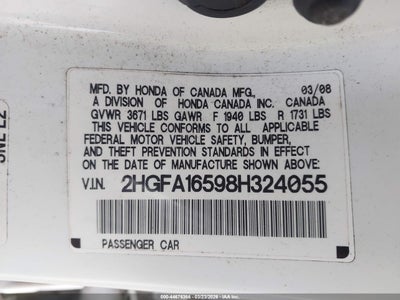 MFD. BY HONDA OF CANADA MFG., 03/08
A DIVISION OF HONDA CANADA INC. CANADA
GVWR 3671 LBS GAWR F 1940 LBS R 1731 LBS
THIS VEHICLE CONFORMS TO ALL APPLICABLE
FEDERAL MOTOR VEHICLE SAFETY, BUMPER,
AND THEFT PREVENTION STANDARDS IN EFFECT
ON THE DATE OF MANUFACTURE SHOWN HERE:
V.I.N. 2HGFA16598H324055
PASSENGER CAR